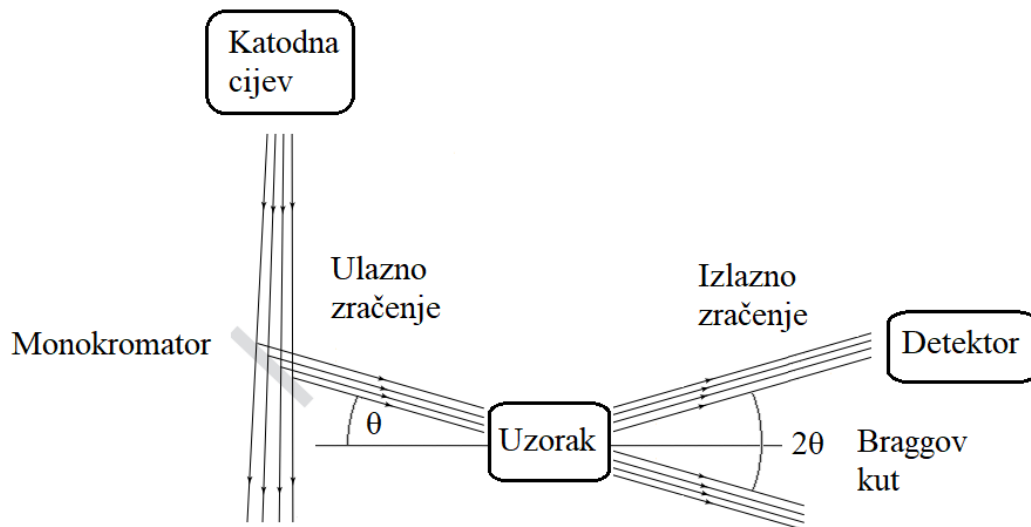 Katodna
cijev
Ulazno
zračenje
Izlazno
zračenje
Monokromator
Detektor
θ
Uzorak
2θ
Braggov
kut